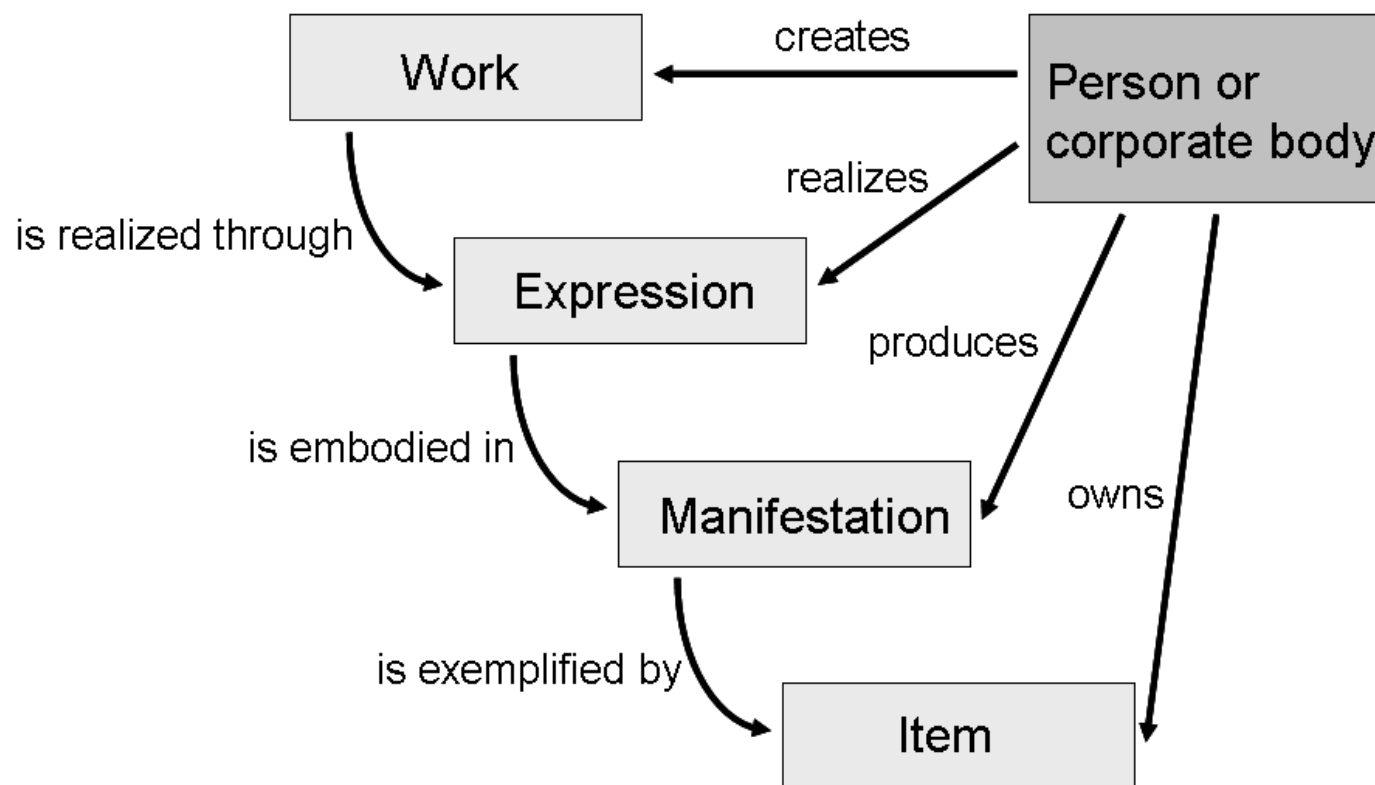 creates
Work
Person or
corporate body
realizes
is realized through
Expression
produces
is embodied in
owns
Manifestation
is exemplified by
Item